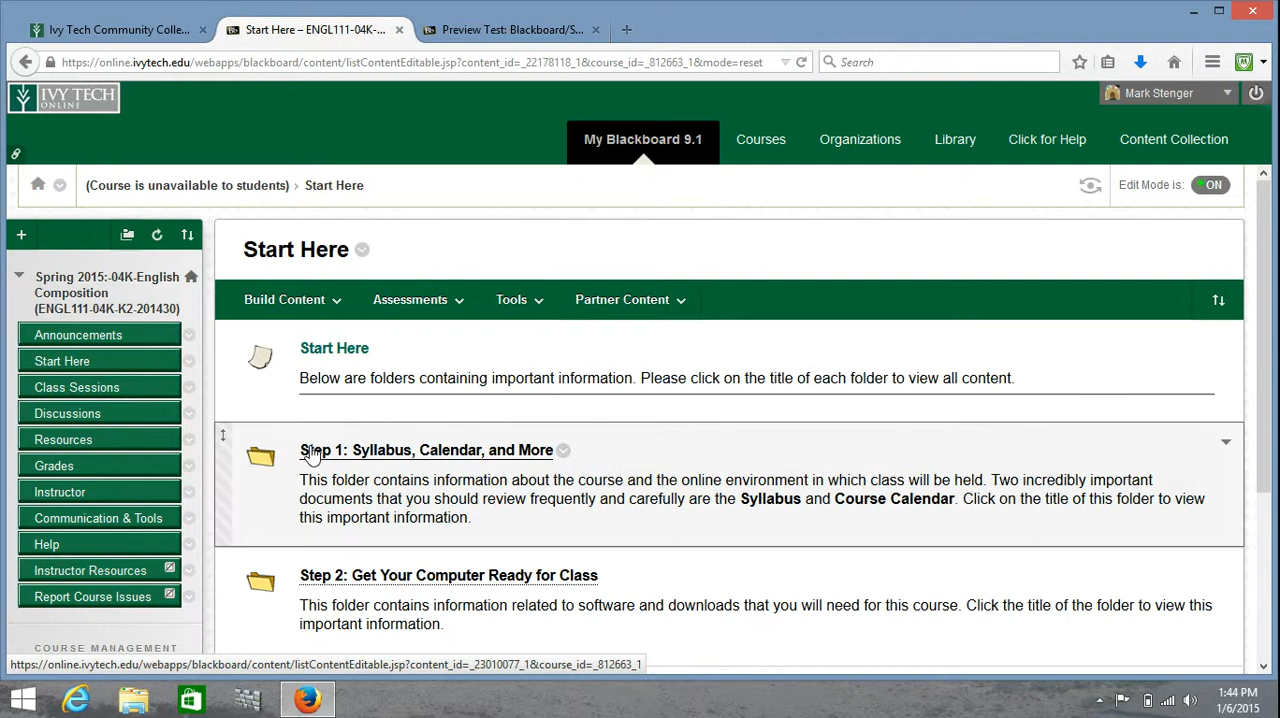 Ivy Tech Community Colle...
Start Here – ENGL111-04K-...
Preview Test: Blackboard/S...
https://online.ivytech.edu/webapps/blackboard/content/listContentEditable.jsp?content_id=_22178118_1&course_id=_812663_1&mode=reset
Search
IVY TECH
ONLINE
Mark Stenger
My Blackboard 9.1
Courses
Organizations
Library
Click for Help
Content Collection
(Course is unavailable to students) › Start Here
Edit Mode is:
ON
Spring 2015:-04K-English
Composition
(ENGL111-04K-K2-201430)
Announcements
Start Here
Class Sessions
Discussions
Resources
Grades
Instructor
Communication & Tools
Help
Instructor Resources
Report Course Issues
COURSE MANAGEMENT
Start Here
Build Content
Assessments
Tools
Partner Content
Start Here
Below are folders containing important information. Please click on the title of each folder to view all content.
Step 1: Syllabus, Calendar, and More
This folder contains information about the course and the online environment in which class will be held. Two incredibly important
documents that you should review frequently and carefully are the Syllabus and Course Calendar. Click on the title of this folder to view
this important information.
Step 2: Get Your Computer Ready for Class
This folder contains information related to software and downloads that you will need for this course. Click the title of the folder to view this
important information.
https://online.ivytech.edu/webapps/blackboard/content/listContentEditable.jsp?content_id=_23010077_1&course_id=_812663_1
1:44 PM
1/6/2015